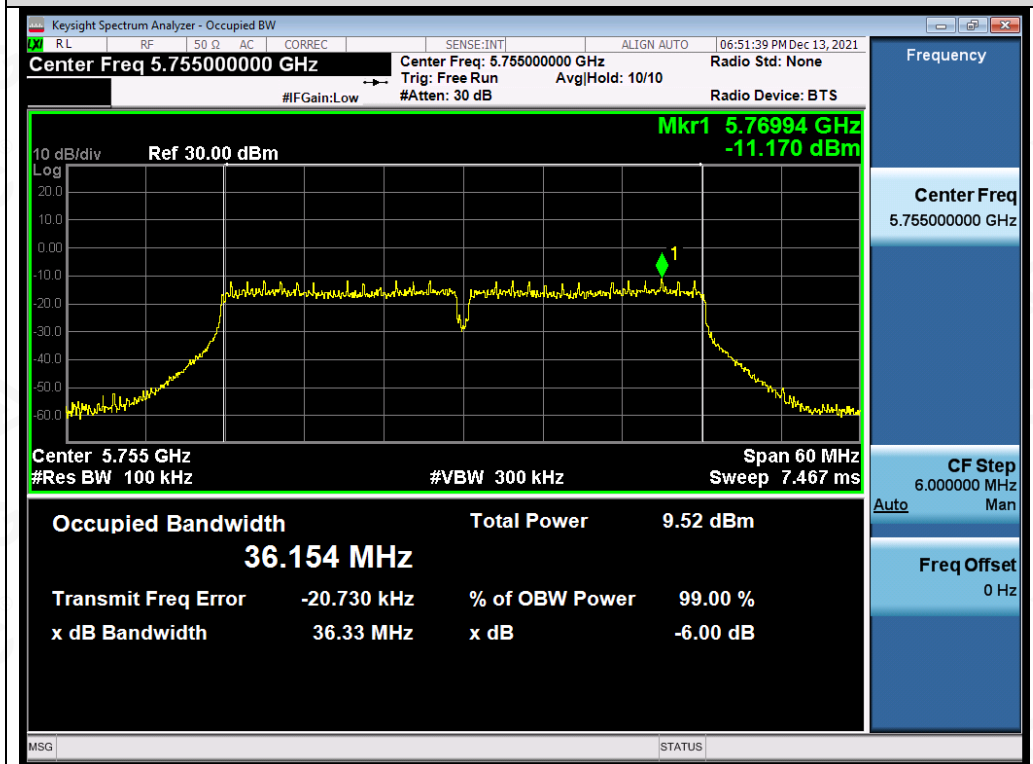 Keysight Spectrum Analyzer - Occupied BW
LXI RL RF 50 Ω AC CORREC SENSE:INT ALIGN AUTO 06:51:39 PM Dec 13, 2021
Center Freq 5.755000000 GHz
Center Freq: 5.755000000 GHz
Radio Std: None
Trig: Free Run Avg|Hold: 10/10
#IFGain:Low
#Atten: 30 dB
Radio Device: BTS
Frequency
Mkr1 5.76994 GHz
-11.170 dBm
10 dB/div Ref 30.00 dBm
Log
20.0
10.0
0.00
-10.0
-20.0
-30.0
-40.0
-50.0
-60.0
1
Center 5.755 GHz
Span 60 MHz
#Res BW 100 kHz
#VBW 300 kHz
Sweep 7.467 ms
Center Freq
5.755000000 GHz
CF Step
6.000000 MHz
Auto Man
Freq Offset
0 Hz
Occupied Bandwidth
36.154 MHz
Total Power 9.52 dBm
Transmit Freq Error -20.730 kHz
% of OBW Power 99.00 %
x dB Bandwidth 36.33 MHz
x dB -6.00 dB
MSG
STATUS